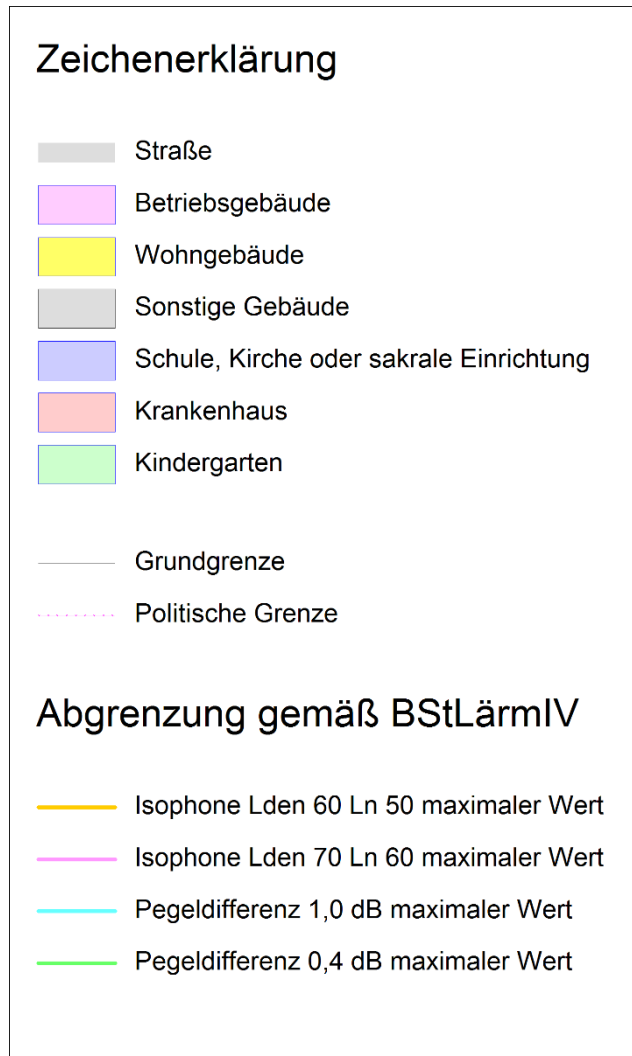 Zeichenerklärung
Straße
Betriebsgebäude
Wohngebäude
Sonstige Gebäude
Schule, Kirche oder sakrale Einrichtung
Krankenhaus
Kindergarten
Grundgrenze
Politische Grenze
Abgrenzung gemäß BStLärmIV
Isophone Lden 60 Ln 50 maximaler Wert
Isophone Lden 70 Ln 60 maximaler Wert
Pegeldifferenz 1,0 dB maximaler Wert
Pegeldifferenz 0,4 dB maximaler Wert